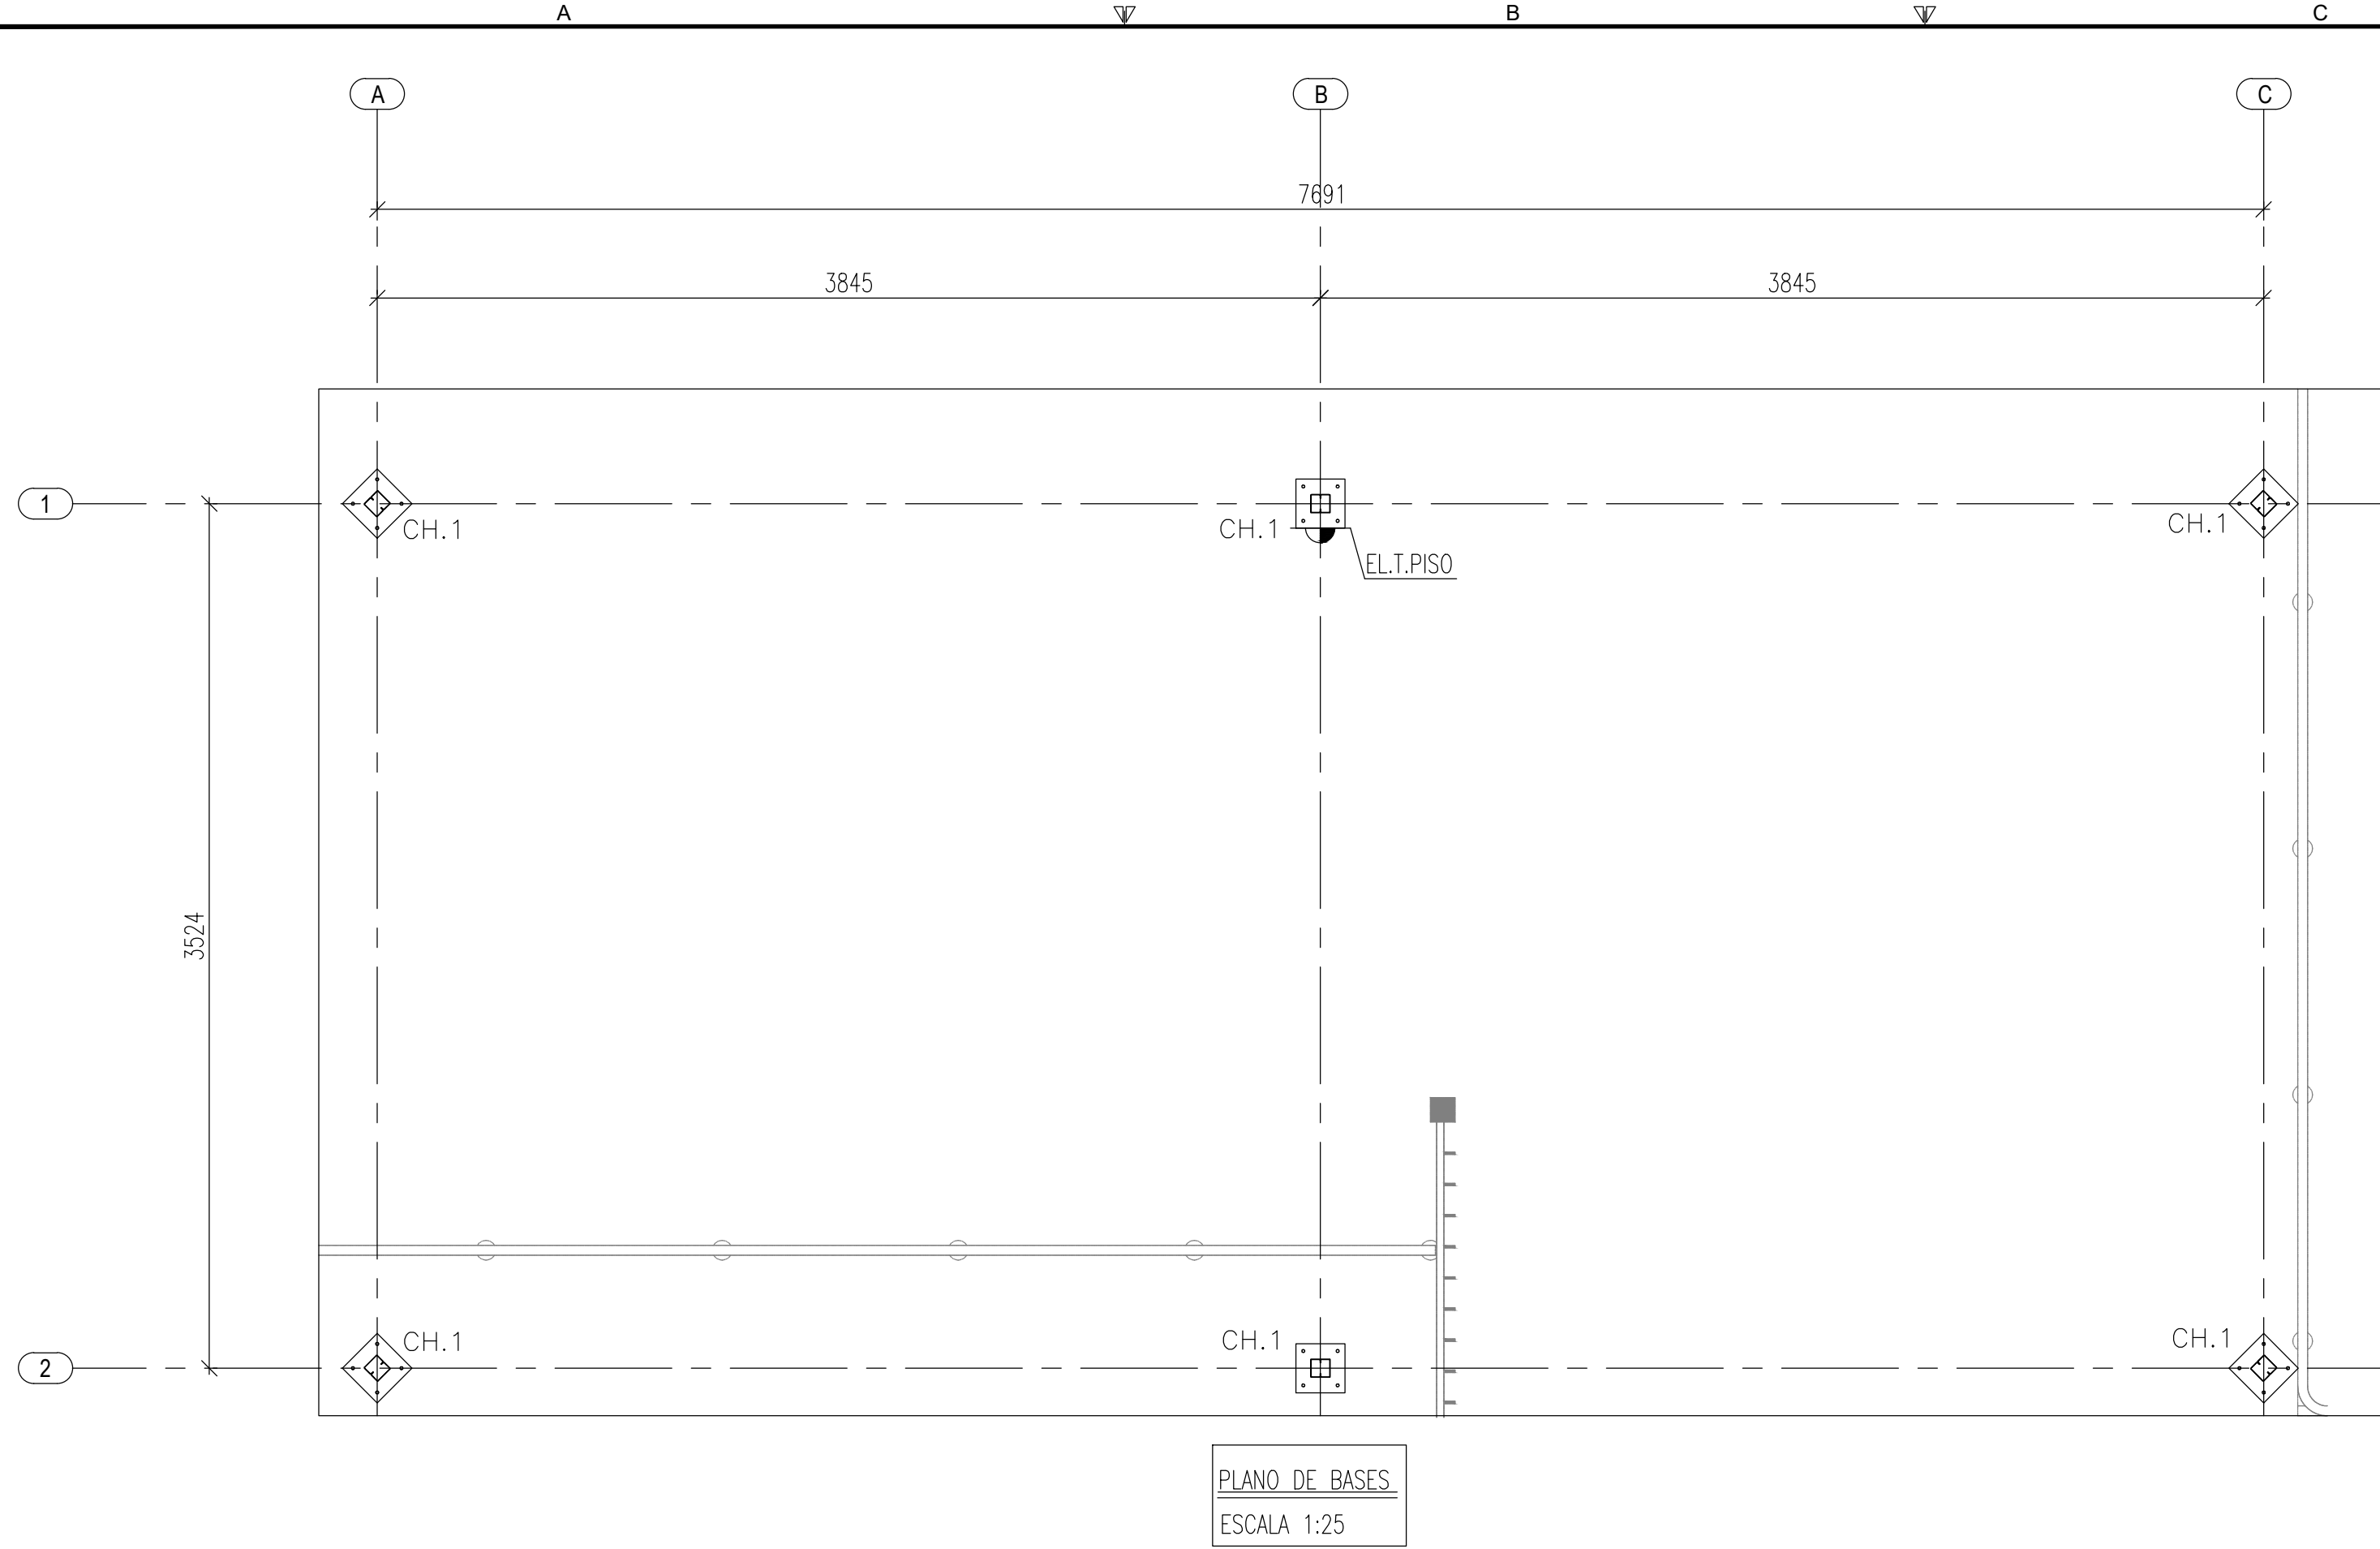 A B C
A B C
7691
3845 3845
1
CH.1 CH.1 CH.1
EL.T.PISO
3524
CH.1 CH.1 CH.1
2
PLANO DE BASES
ESCALA 1:25